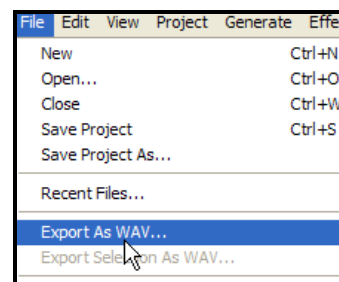 File Edit View Project Generate Effe
New Ctrl+N
Open... Ctrl+O
Close Ctrl+W
Save Project Ctrl+S
Save Project As...
Recent Files...
Export As WAV...
Export Selection As WAV...